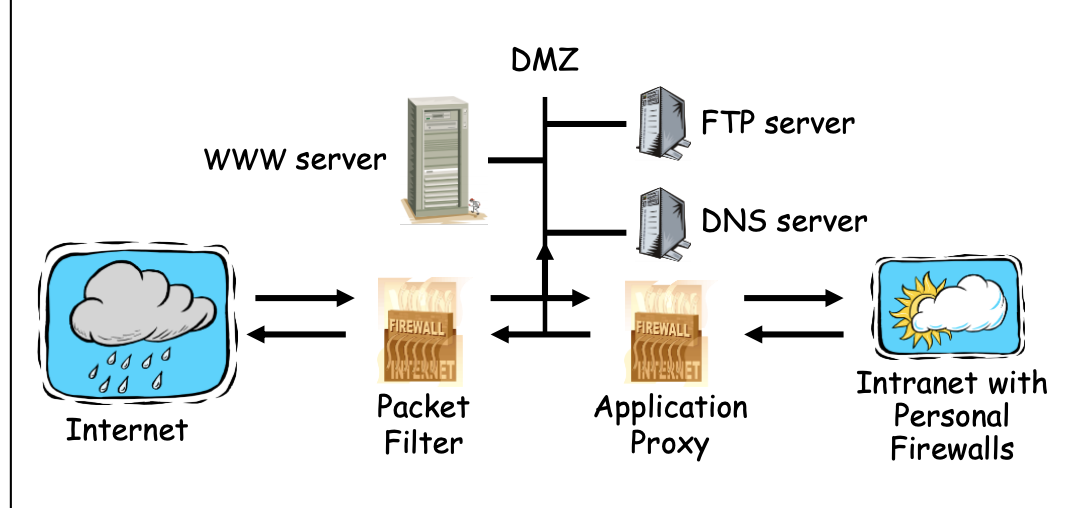 DMZ
WWW server
FTP server
DNS server
FIREWALL
INTERNET
FIREWALL
INTERNET
Internet
Packet
Filter
Application
Proxy
Intranet with
Personal
Firewalls